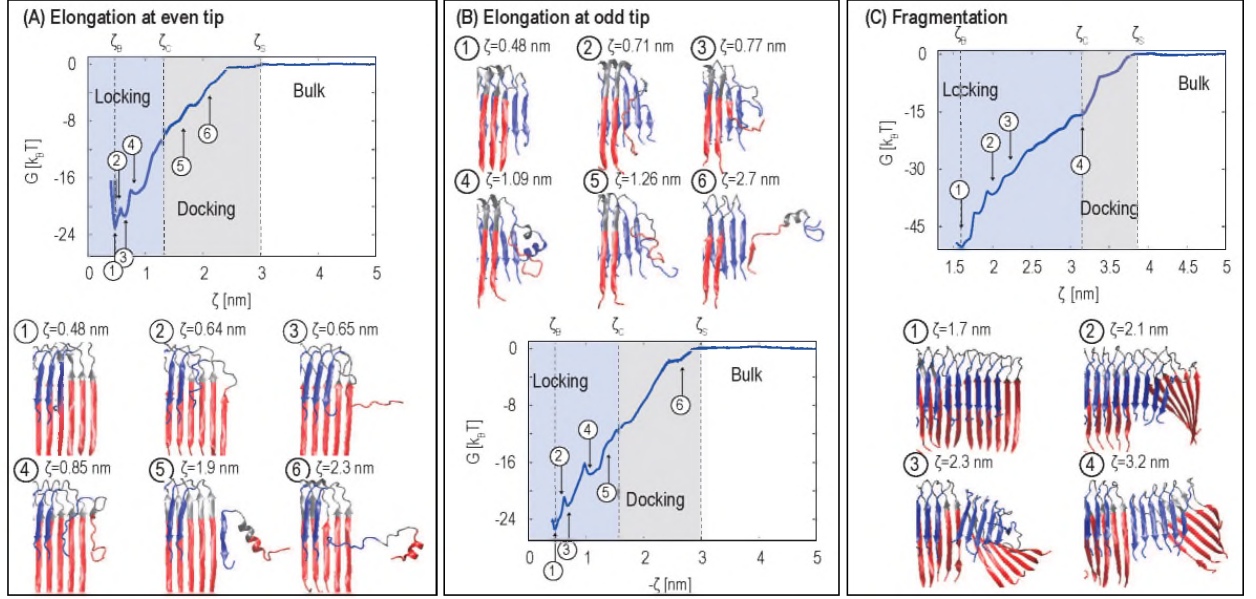 (A) Elongation at even tip
ζB ζC ζS
0
-8
-16
-24
G [kBT]
Locking
Docking
Bulk
2
4
6
5
1
3
0 1 2 3 4 5
ζ [nm]
1 ζ=0.48 nm
2 ζ=0.64 nm
3 ζ=0.65 nm
4 ζ=0.85 nm
5 ζ=1.9 nm
6 ζ=2.3 nm
(B) Elongation at odd tip
1 ζ=0.48 nm
2 ζ=0.71 nm
3 ζ=0.77 nm
4 ζ=1.09 nm
5 ζ=1.26 nm
6 ζ=2.7 nm
ζB ζC ζS
0
-8
-16
-24
G [kBT]
Locking
Docking
Bulk
4
2
6
5
3
1
0 1 2 3 4 5
-ζ [nm]
(C) Fragmentation
ζB ζC ζS
0
-15
-30
-45
G [kBT]
Locking
Docking
3
2
1
4
1.5 2 2.5 3 3.5 4 4.5 5
ζ [nm]
1 ζ=1.7 nm
2 ζ=2.1 nm
3 ζ=2.3 nm
4 ζ=3.2 nm